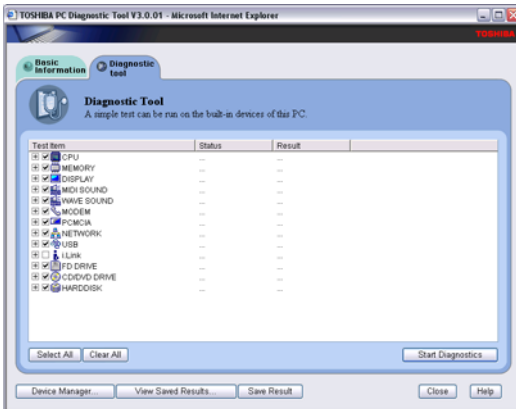 TOSHIBA PC Diagnostic Tool V3.0.01 - Microsoft Internet Explorer
TOSHIBA
Basic
Information
Diagnostic
tool
Diagnostic Tool
A simple test can be run on the built-in devices of this PC.
Test Item Status Result
CPU ... ...
MEMORY ... ...
DISPLAY ... ...
MIDI SOUND ... ...
WAVE SOUND ... ...
MODEM ... ...
PCMCIA ... ...
NETWORK ... ...
USB ... ...
i.Link ... ...
FD DRIVE ... ...
CD/DVD DRIVE ... ...
HARDDISK ... ...
Select All Clear All Start Diagnostics
Device Manager... View Saved Results... Save Result Close Help